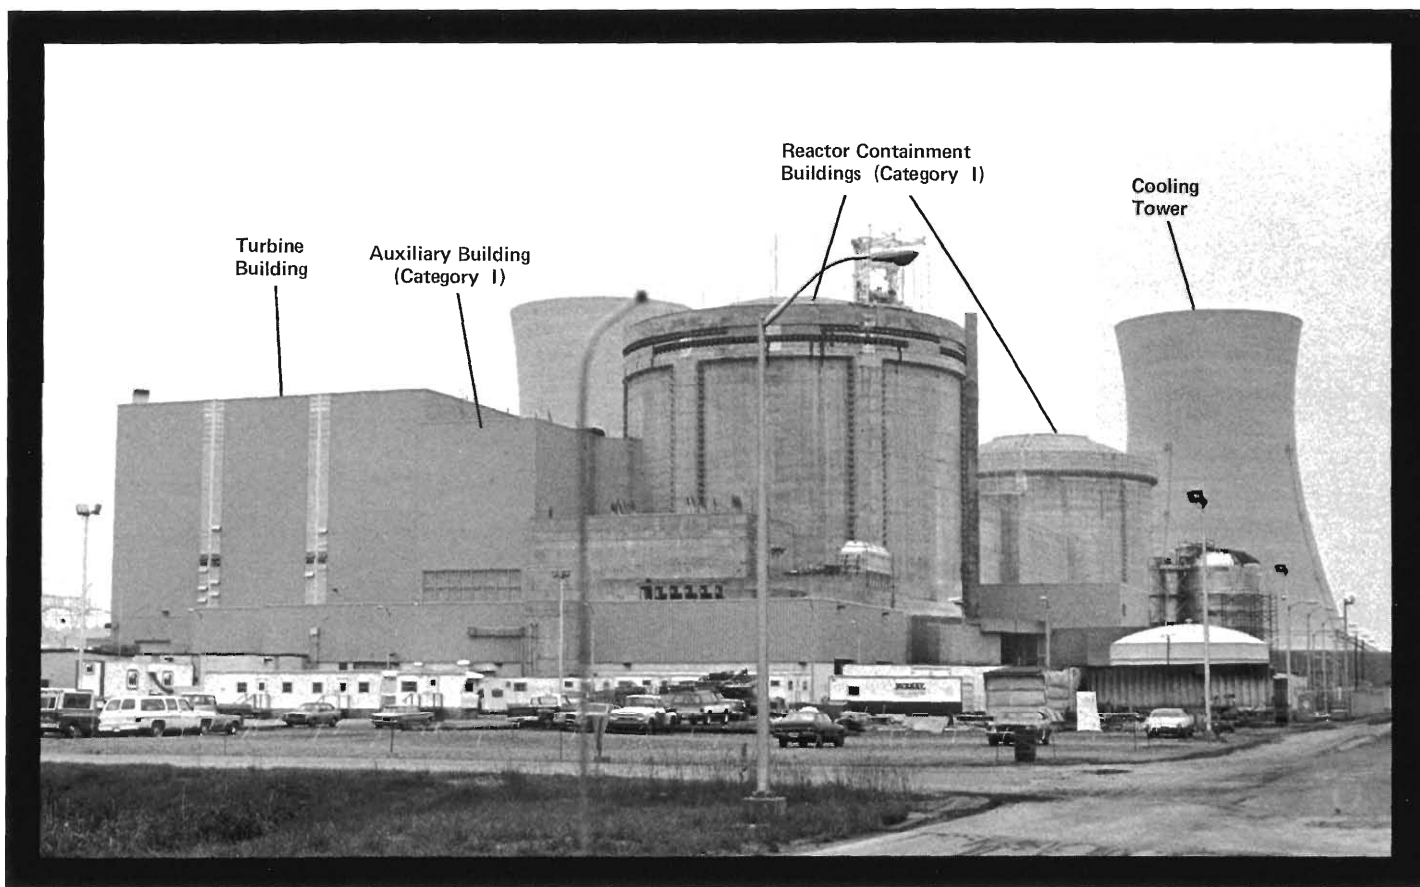 Reactor Containment
Buildings (Category I)
Cooling
Tower
Turbine
Building
Auxiliary Building
(Category I)